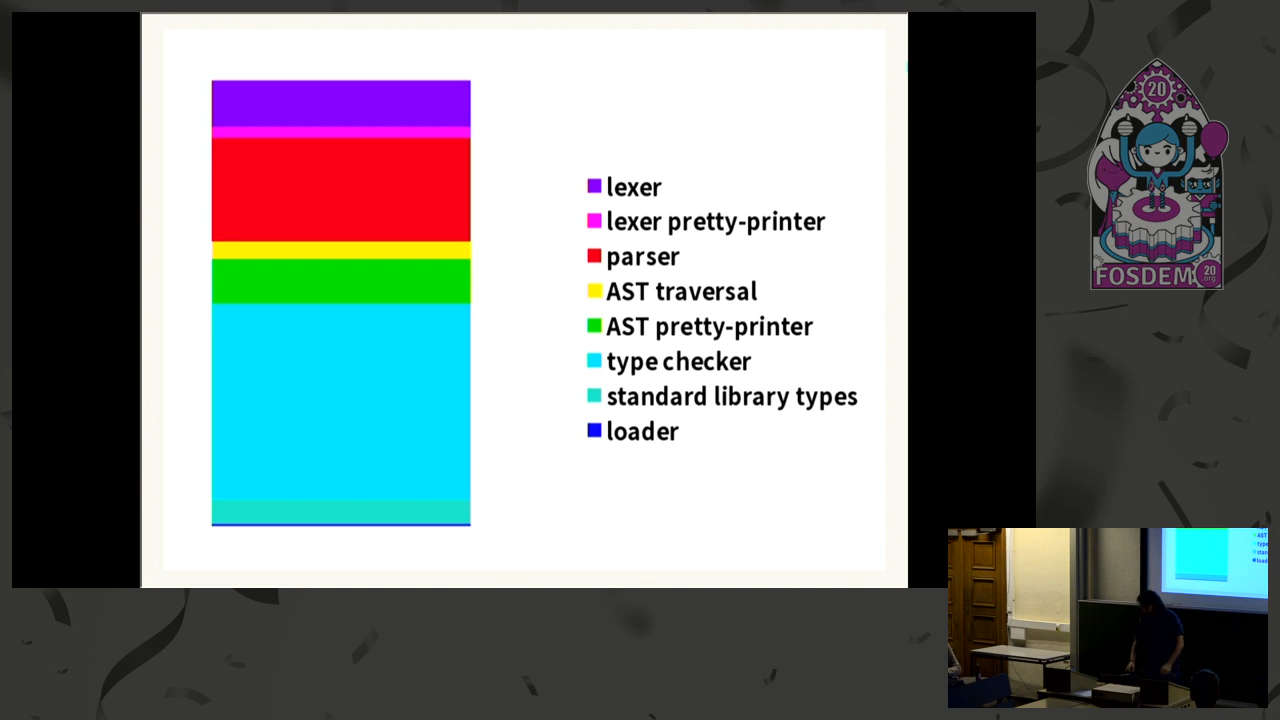 lexer
lexer pretty-printer
parser
AST traversal
AST pretty-printer
type checker
standard library types
loader
20
FOSDEM
20
org